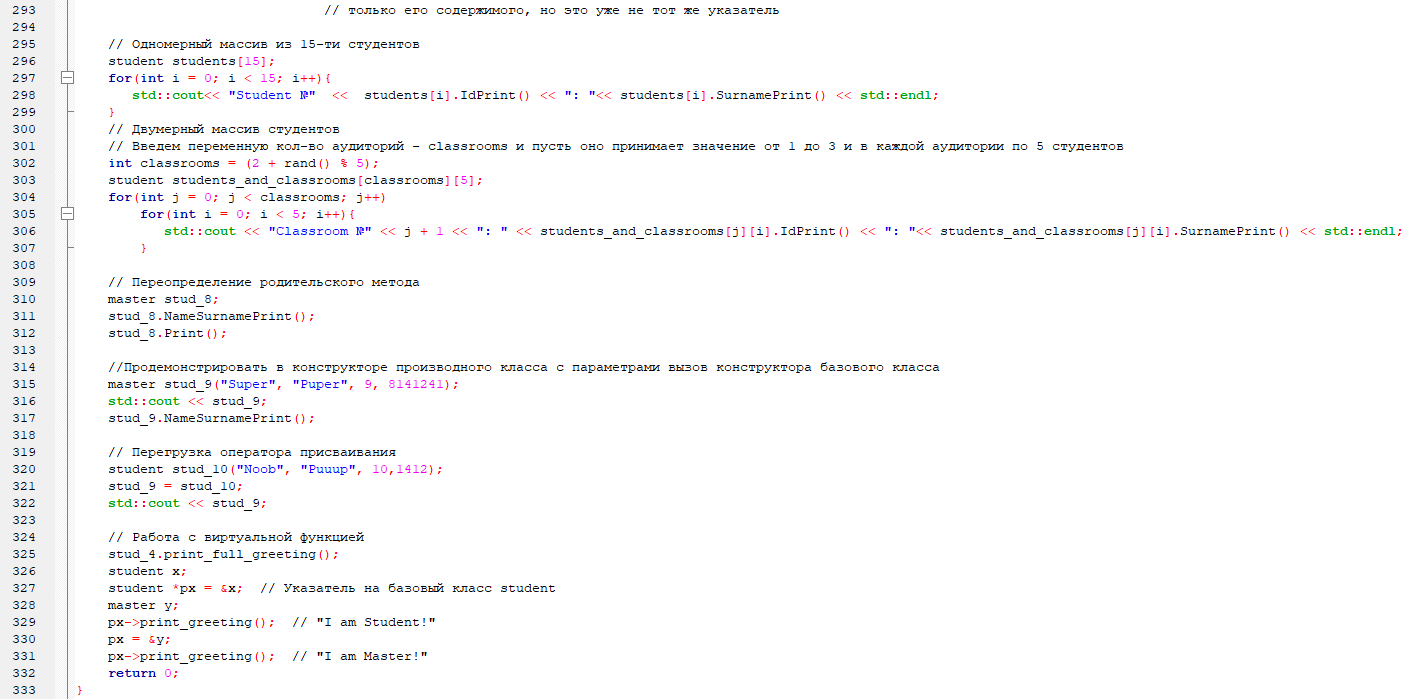 293 // только его содержимого, но это уже не тот же указатель
294
295 // Одномерный массив из 15-ти студентов
296 student students[15];
297 for(int i = 0; i < 15; i++){
298 std::cout<< "Student №"  <<  students[i].IdPrint() << ": "<< students[i].SurnamePrint() << std::endl;
299 }
300 // Двумерный массив студентов
301 // Введем переменную кол-во аудиторий - classrooms и пусть оно принимает значение от 1 до 3 и в каждой аудитории по 5 студентов
302 int classrooms = (2 + rand() % 5);
303 student students_and_classrooms[classrooms][5];
304 for(int j = 0; j < classrooms; j++)
305 for(int i = 0; i < 5; i++){
306 std::cout << "Classroom №" << j + 1 << ": " << students_and_classrooms[j][i].IdPrint() << ": "<< students_and_classrooms[j][i].SurnamePrint() << std::endl;
307 }
308
309 // Переопределение родительского метода
310 master stud_8;
311 stud_8.NameSurnamePrint();
312 stud_8.Print();
313
314 //Продемонстрировать в конструкторе производного класса с параметрами вызов конструктора базового класса
315 master stud_9("Super", "Puper", 9, 8141241);
316 std::cout << stud_9;
317 stud_9.NameSurnamePrint();
318
319 // Перегрузка оператора присваивания
320 student stud_10("Noob", "Puuup", 10,1412);
321 stud_9 = stud_10;
322 std::cout << stud_9;
323
324 // Работа с виртуальной функцией
325 stud_4.print_full_greeting();
326 student x;
327 student *px = &x;  // Указатель на базовый класс student
328 master y;
329 px->print_greeting();  // "I am Student!"
330 px = &y;
331 px->print_greeting();  // "I am Master!"
332 return 0;
333 }